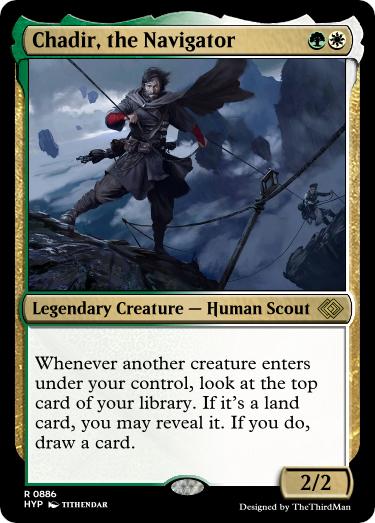 Chadir, the Navigator
Legendary Creature — Human Scout
Whenever another creature enters
under your control, look at the top
card of your library. If it's a land
card, you may reveal it. If you do,
draw a card.
2/2
R 0886
HYP TITHENDAR
Designed by TheThirdMan